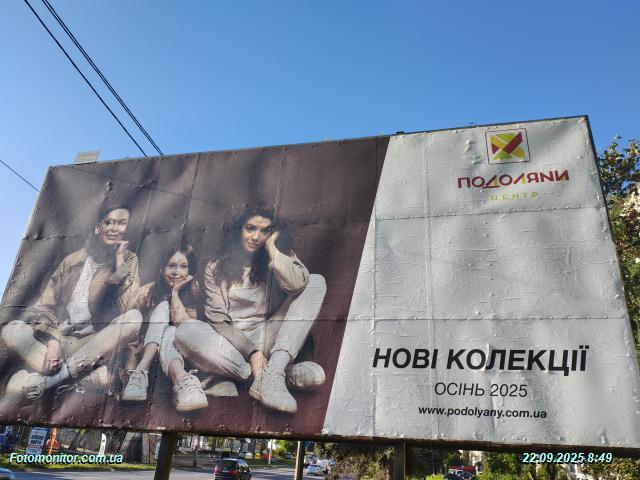 ПОДОЛЯНИ
ЦЕНТР
НОВІ КОЛЕКЦІЇ
ОСІНЬ 2025
www.podolyany.com.ua
Fotomonitor.com.ua
22.09.2025 8:49